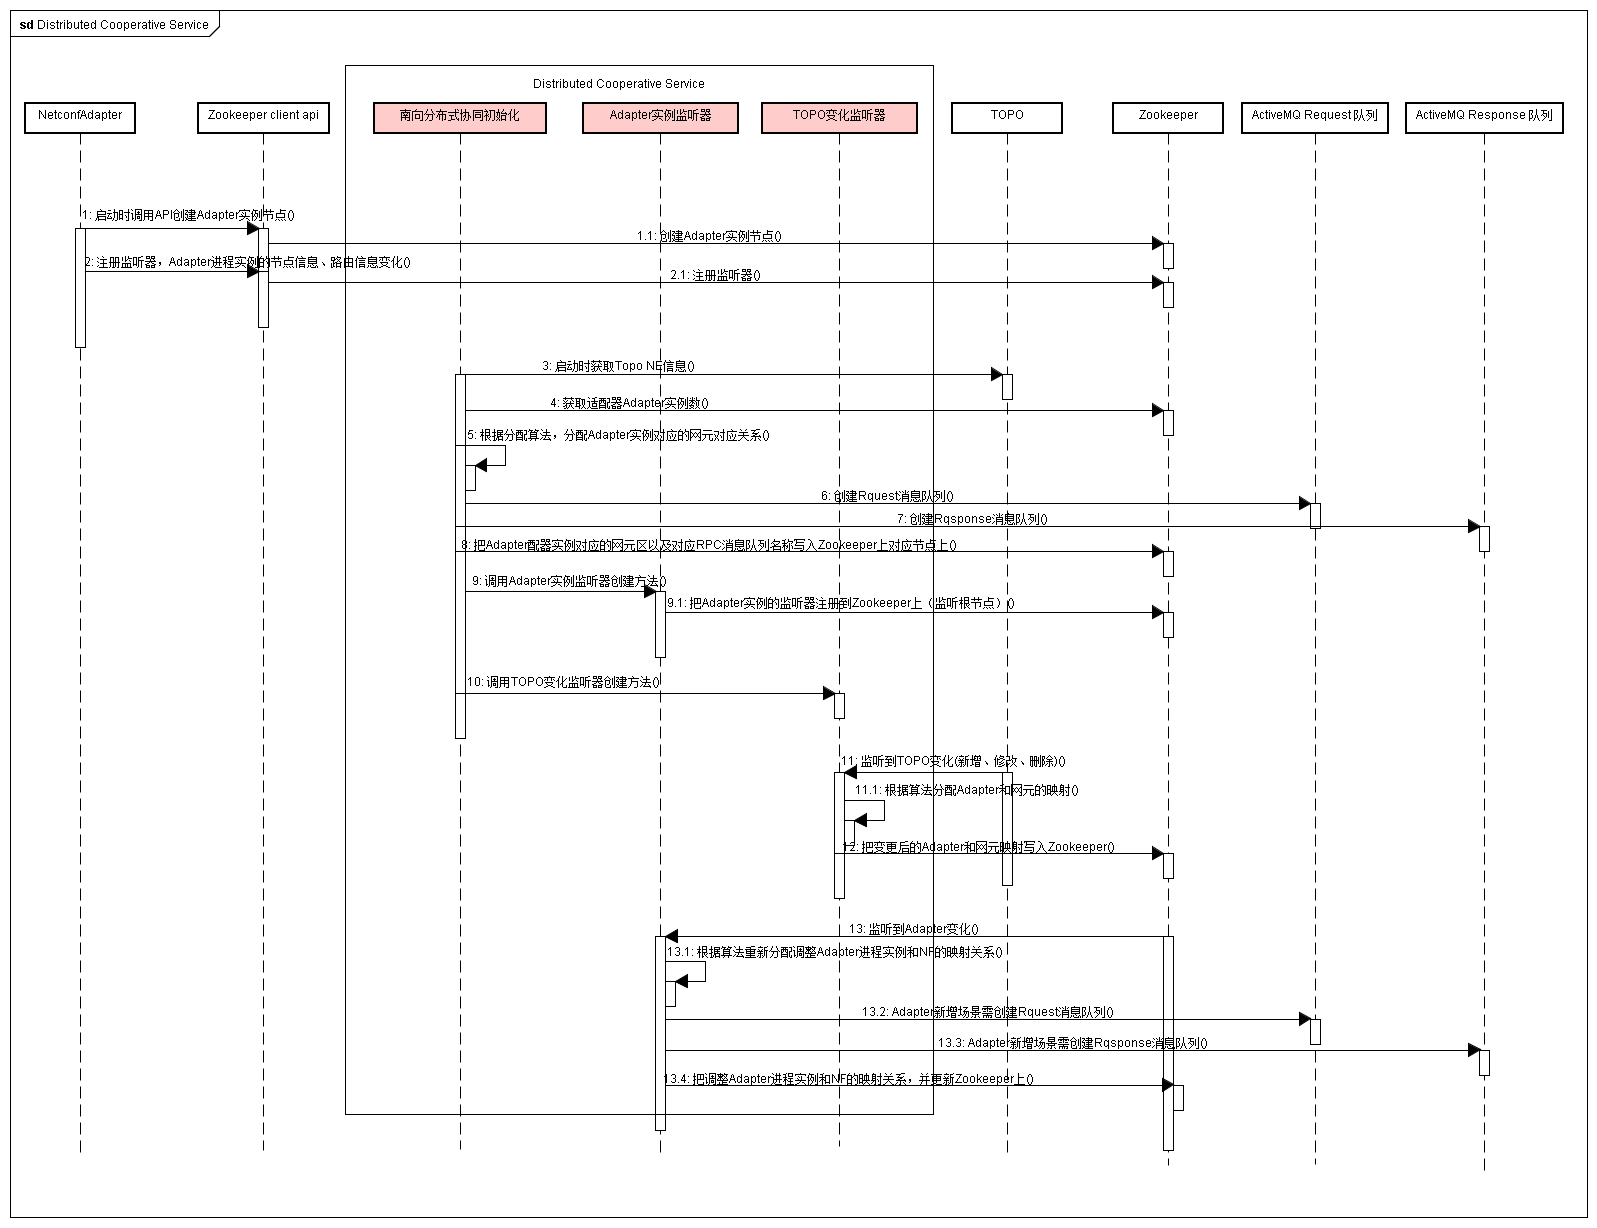 sd Distributed Cooperative Service
Distributed Cooperative Service
NetconfAdapter
Zookeeper client api
南向分布式协同初始化
Adapter实例监听器
TOPO变化监听器
TOPO
Zookeeper
ActiveMQ Request 队列
ActiveMQ Response 队列
1: 启动时调用API创建Adapter实例节点()
1.1: 创建Adapter实例节点()
2: 注册监听器，Adapter进程实例的节点信息、路由信息变化()
2.1: 注册监听器()
3: 启动时获取Topo NE信息()
4: 获取适配器Adapter实例数()
5: 根据分配算法，分配Adapter实例对应的网元对应关系()
6: 创建Rquest消息队列()
7: 创建Rqsponse消息队列()
8: 把Adapter配器实例对应的网元区以及对应RPC消息队列名称写入Zookeeper上对应节点上()
9: 调用Adapter实例监听器创建方法()
9.1: 把Adapter实例的监听器注册到Zookeeper上（监听根节点）()
10: 调用TOPO变化监听器创建方法()
11: 监听到TOPO变化(新增、修改、删除)()
11.1: 根据算法分配Adapter和网元的映射()
12: 把变更后的Adapter和网元映射写入Zookeeper()
13: 监听到Adapter变化()
13.1: 根据算法重新分配调整Adapter进程实例和NF的映射关系()
13.2: Adapter新增场景需创建Rquest消息队列()
13.3: Adapter新增场景需创建Rqsponse消息队列()
13.4: 把调整Adapter进程实例和NF的映射关系，并更新Zookeeper上()